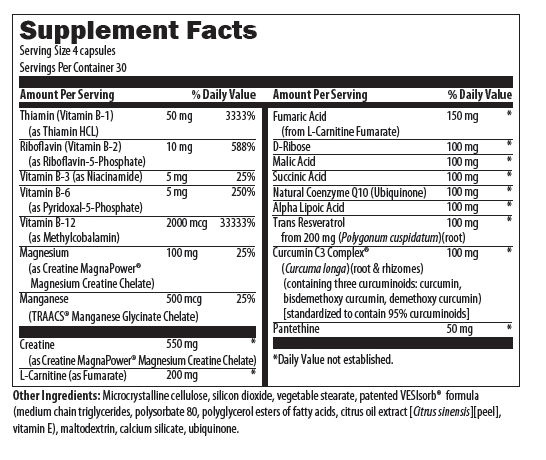 Supplement Facts
Serving Size 4 capsules
Servings Per Container 30
Amount Per Serving % Daily Value
Thiamin (Vitamin B-1) 50 mg 3333%
(as Thiamin HCL)
Riboflavin (Vitamin B-2) 10 mg 588%
(as Riboflavin-5-Phosphate)
Vitamin B-3 (as Niacinamide) 5 mg 25%
Vitamin B-6 5 mg 250%
(as Pyridoxal-5-Phosphate)
Vitamin B-12 2000 mcg 33333%
(as Methylcobalamin)
Magnesium 100 mg 25%
(as Creatine MagnaPower®
Magnesium Creatine Chelate)
Manganese 500 mcg 25%
(TRAACS® Manganese Glycinate Chelate)
Creatine 550 mg *
(as Creatine MagnaPower® Magnesium Creatine Chelate)
L-Carnitine (as Fumarate) 200 mg *
Amount Per Serving % Daily Value
Fumaric Acid 150 mg *
(from L-Carnitine Fumarate)
D-Ribose 100 mg *
Malic Acid 100 mg *
Succinic Acid 100 mg *
Natural Coenzyme Q10 (Ubiquinone) 100 mg *
Alpha Lipoic Acid 100 mg *
Trans Resveratrol 100 mg *
from 200 mg (Polygonum cuspidatum)(root)
Curcumin C3 Complex® 100 mg *
(Curcuma longa)(root & rhizomes)
(containing three curcuminoids: curcumin,
bisdemethoxy curcumin, demethoxy curcumin)
[standardized to contain 95% curcuminoids]
Pantethine 50 mg *
*Daily Value not established.
Other Ingredients: Microcrystalline cellulose, silicon dioxide, vegetable stearate, patented VESIsorb® formula
(medium chain triglycerides, polysorbate 80, polyglycerol esters of fatty acids, citrus oil extract [Citrus sinensis][peel],
vitamin E), maltodextrin, calcium silicate, ubiquinone.